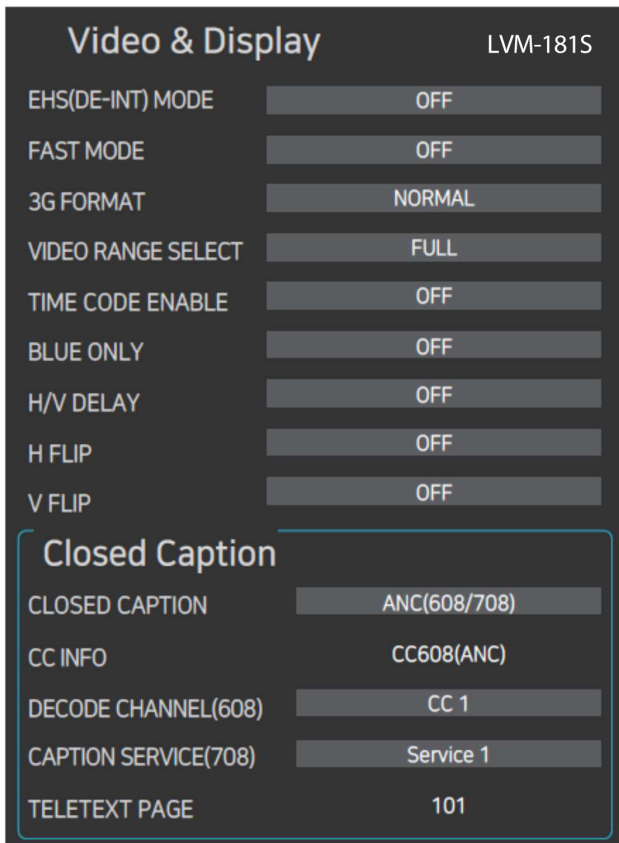 Video & Display LVM-181S
EHS(DE-INT) MODE OFF
FAST MODE OFF
3G FORMAT NORMAL
VIDEO RANGE SELECT FULL
TIME CODE ENABLE OFF
BLUE ONLY OFF
H/V DELAY OFF
H FLIP OFF
V FLIP OFF
Closed Caption
CLOSED CAPTION ANC(608/708)
CC INFO CC608(ANC)
DECODE CHANNEL(608) CC 1
CAPTION SERVICE(708) Service 1
TELETEXT PAGE 101